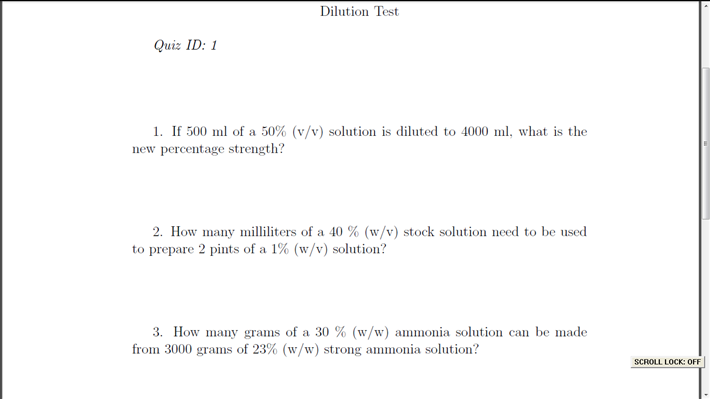 Dilution Test
Quiz ID: 1
1. If 500 ml of a 50% (v/v) solution is diluted to 4000 ml, what is the
new percentage strength?
2. How many milliliters of a 40 % (w/v) stock solution need to be used
to prepare 2 pints of a 1% (w/v) solution?
3. How many grams of a 30 % (w/w) ammonia solution can be made
from 3000 grams of 23% (w/w) strong ammonia solution?
SCROLL LOCK: OFF